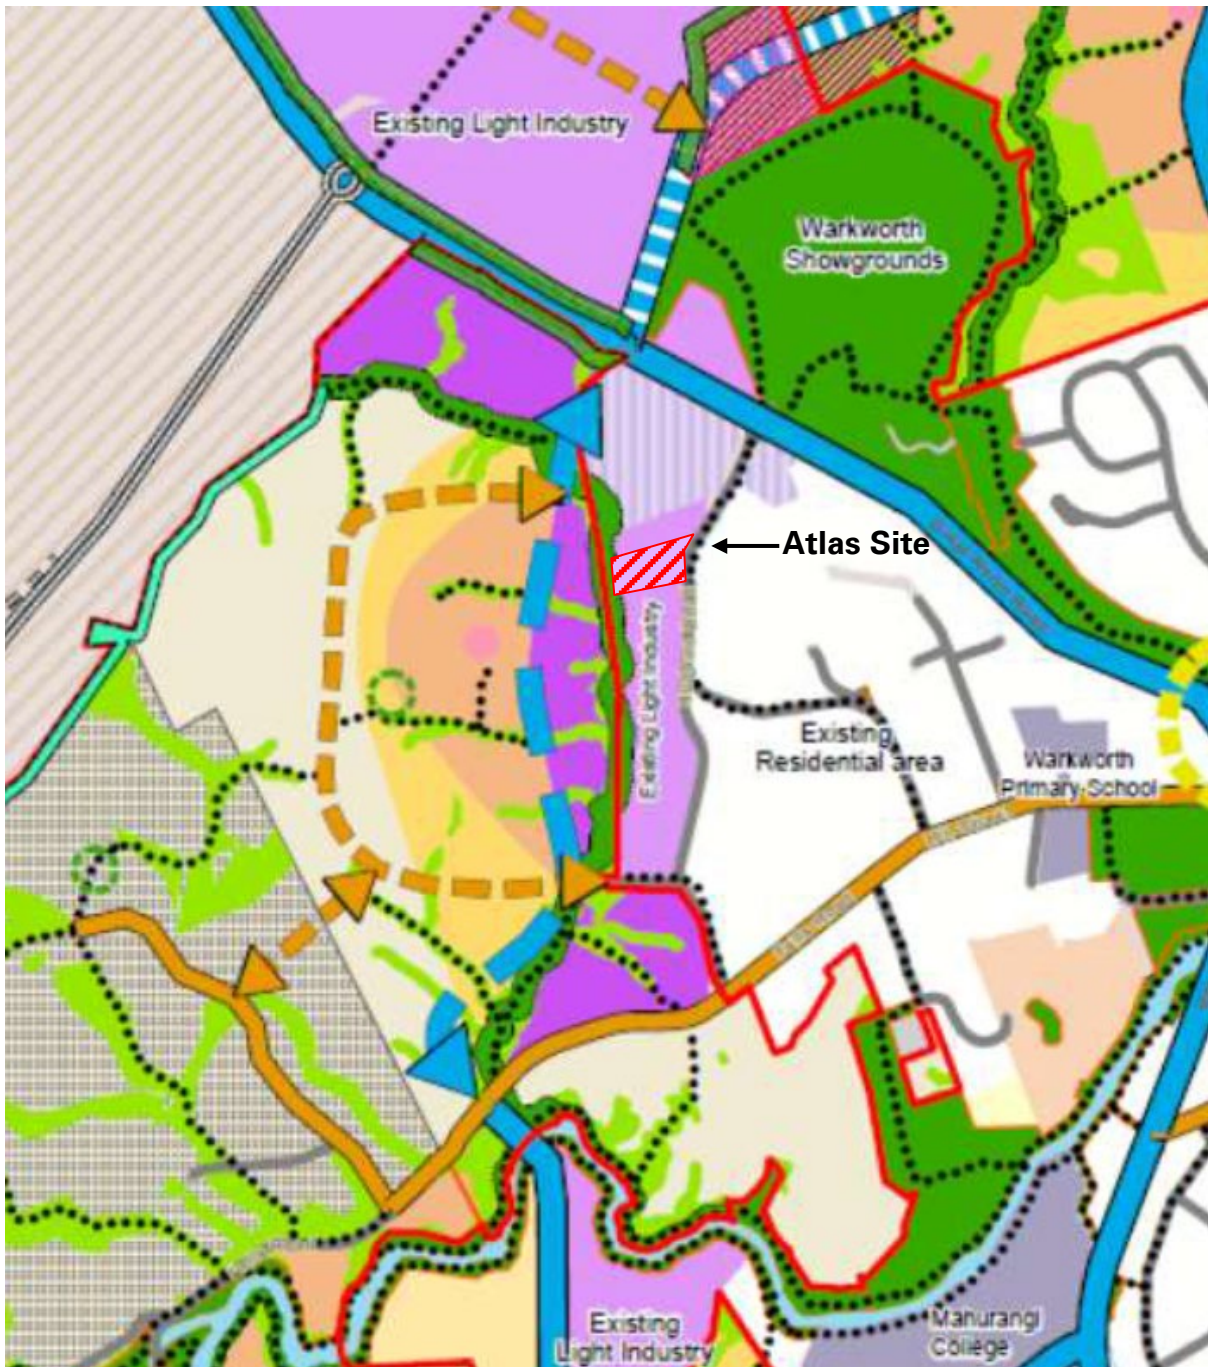 Existing Light Industry
Warkworth
Showgrounds
Atlas Site
Existing Light Industry
Existing
Residential area
Warkworth
Primary School
Existing
Light Industry
Mahurangi
College